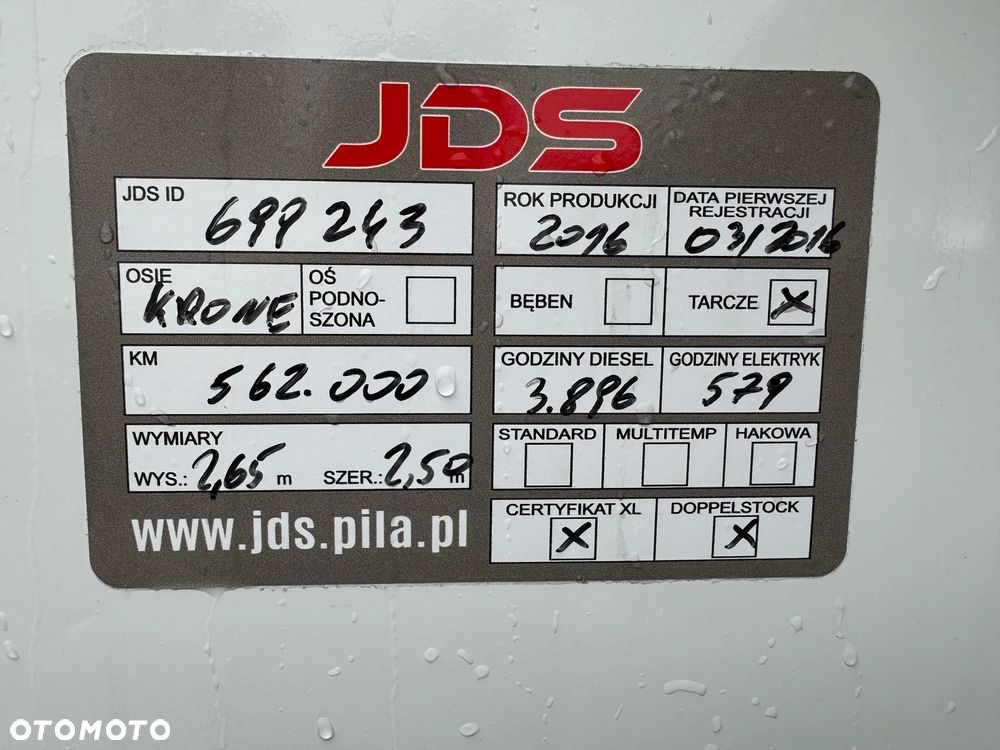 JDS
JDS ID
699 243
ROK PRODUKCJI
2016
DATA PIERWSZEJ
REJESTRACJI
03/2016
OSIE
KRONE
OŚ
PODNO-
SZONA
BĘBEN
TARCZE X
KM
562.000
GODZINY DIESEL
3.896
GODZINY ELEKTRYK
579
WYMIARY
WYS.: 2,65 m SZER.: 2,50 m
STANDARD
MULTITEMP
HAKOWA
CERTYFIKAT XL
X
DOPPELSTOCK
X
www.jds.pila.pl
OTOMOTO